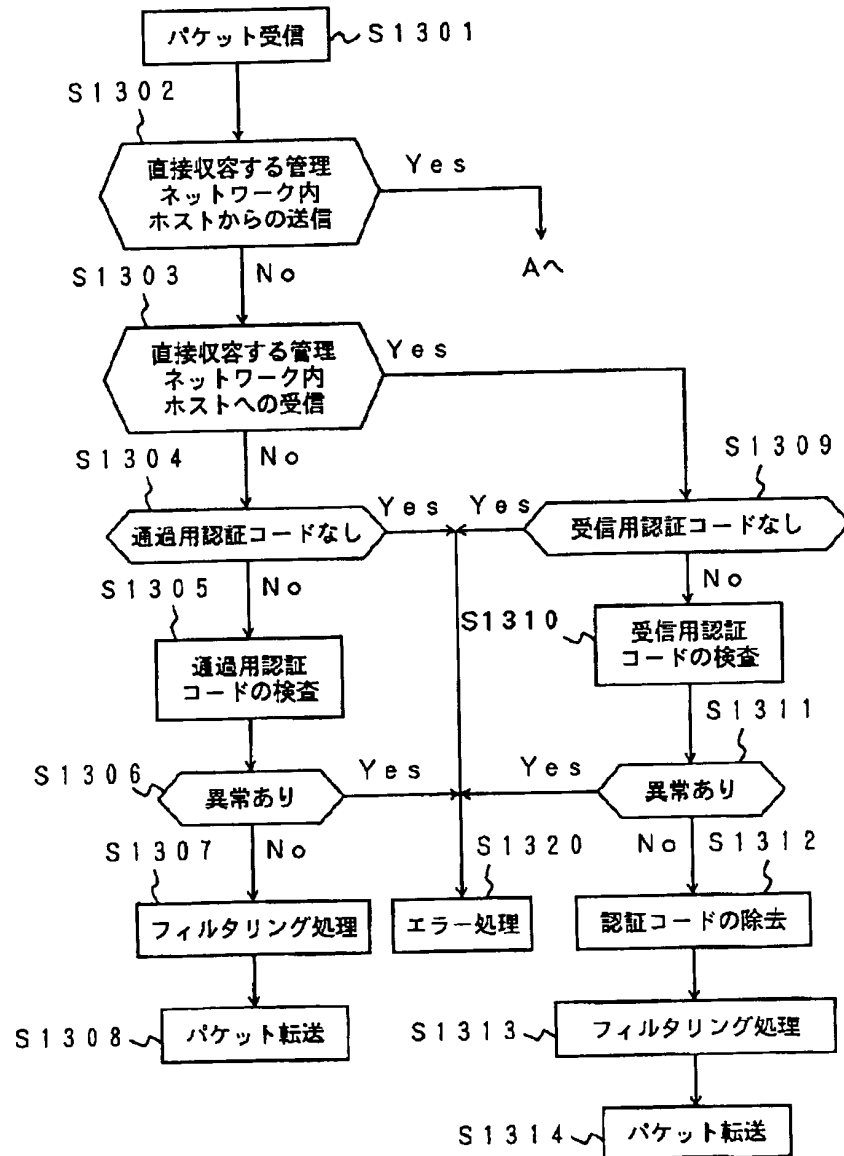 パケット受信
S1301
S1302
直接収容する管理
ネットワーク内
ホストからの送信
Yes
Aへ
No
S1303
直接収容する管理
ネットワーク内
ホストへの受信
Yes
No
S1304
通過用認証コードなし
Yes
Yes
S1309
受信用認証コードなし
No
S1305
通過用認証
コードの検査
No
S1310
受信用認証
コードの検査
S1306
異常あり
Yes
Yes
S1311
異常あり
No
S1307
フィルタリング処理
S1320
エラー処理
No
S1312
認証コードの除去
S1308
パケット転送
S1313
フィルタリング処理
S1314
パケット転送